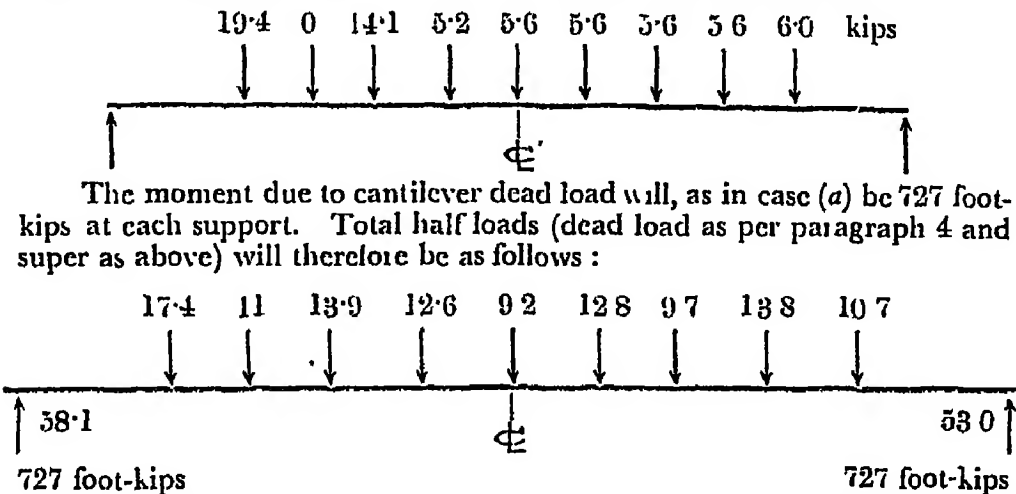 19·4 0 14·1 5·2 5·6 5·6 5·6 5 6 6·0 kips
℄
The moment due to cantilever dead load will, as in case (a) be 727 foot-
kips at each support. Total half loads (dead load as per paragraph 4 and
super as above) will therefore be as follows :
17·4 11 13·9 12·6 9 2 12 8 9 7 13 8 10 7
58·1 ℄ 53 0
727 foot-kips 727 foot-kips